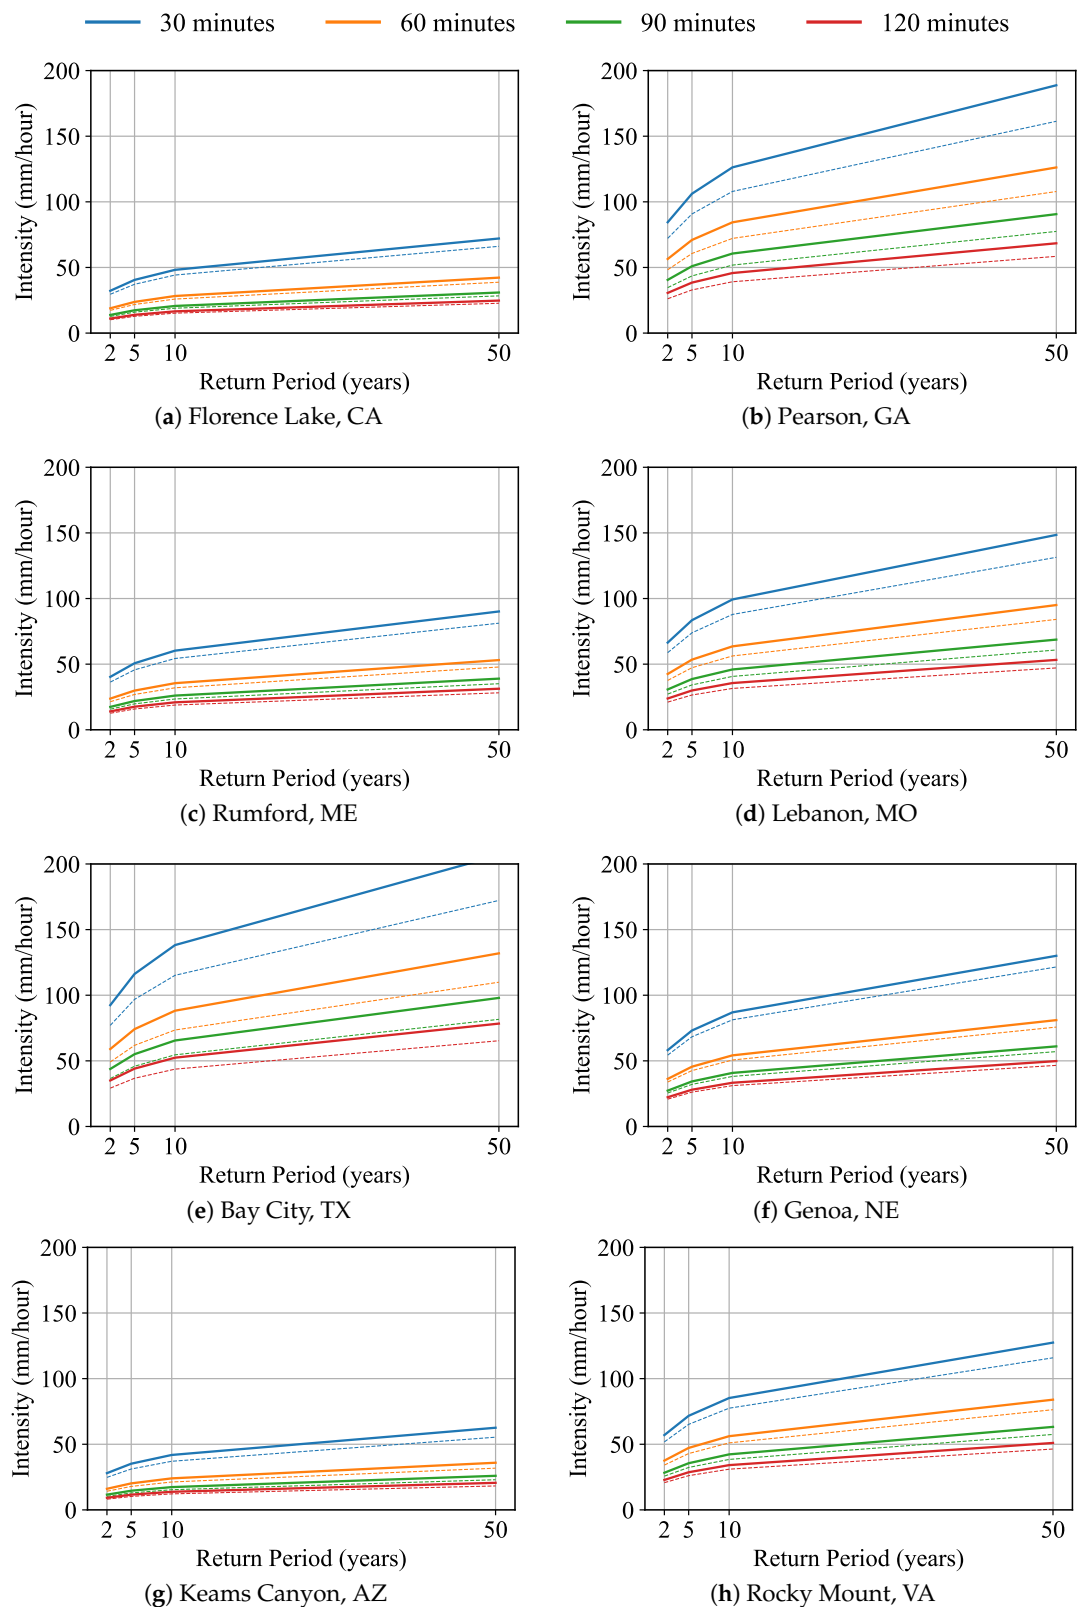 30 minutes 60 minutes 90 minutes 120 minutes
200
150
100
50
0
Intensity (mm/hour)
2 5 10 50
Return Period (years)
(a) Florence Lake, CA
200
150
100
50
0
Intensity (mm/hour)
2 5 10 50
Return Period (years)
(b) Pearson, GA
200
150
100
50
0
Intensity (mm/hour)
2 5 10 50
Return Period (years)
(c) Rumford, ME
200
150
100
50
0
Intensity (mm/hour)
2 5 10 50
Return Period (years)
(d) Lebanon, MO
200
150
100
50
0
Intensity (mm/hour)
2 5 10 50
Return Period (years)
(e) Bay City, TX
200
150
100
50
0
Intensity (mm/hour)
2 5 10 50
Return Period (years)
(f) Genoa, NE
200
150
100
50
0
Intensity (mm/hour)
2 5 10 50
Return Period (years)
(g) Keams Canyon, AZ
200
150
100
50
0
Intensity (mm/hour)
2 5 10 50
Return Period (years)
(h) Rocky Mount, VA